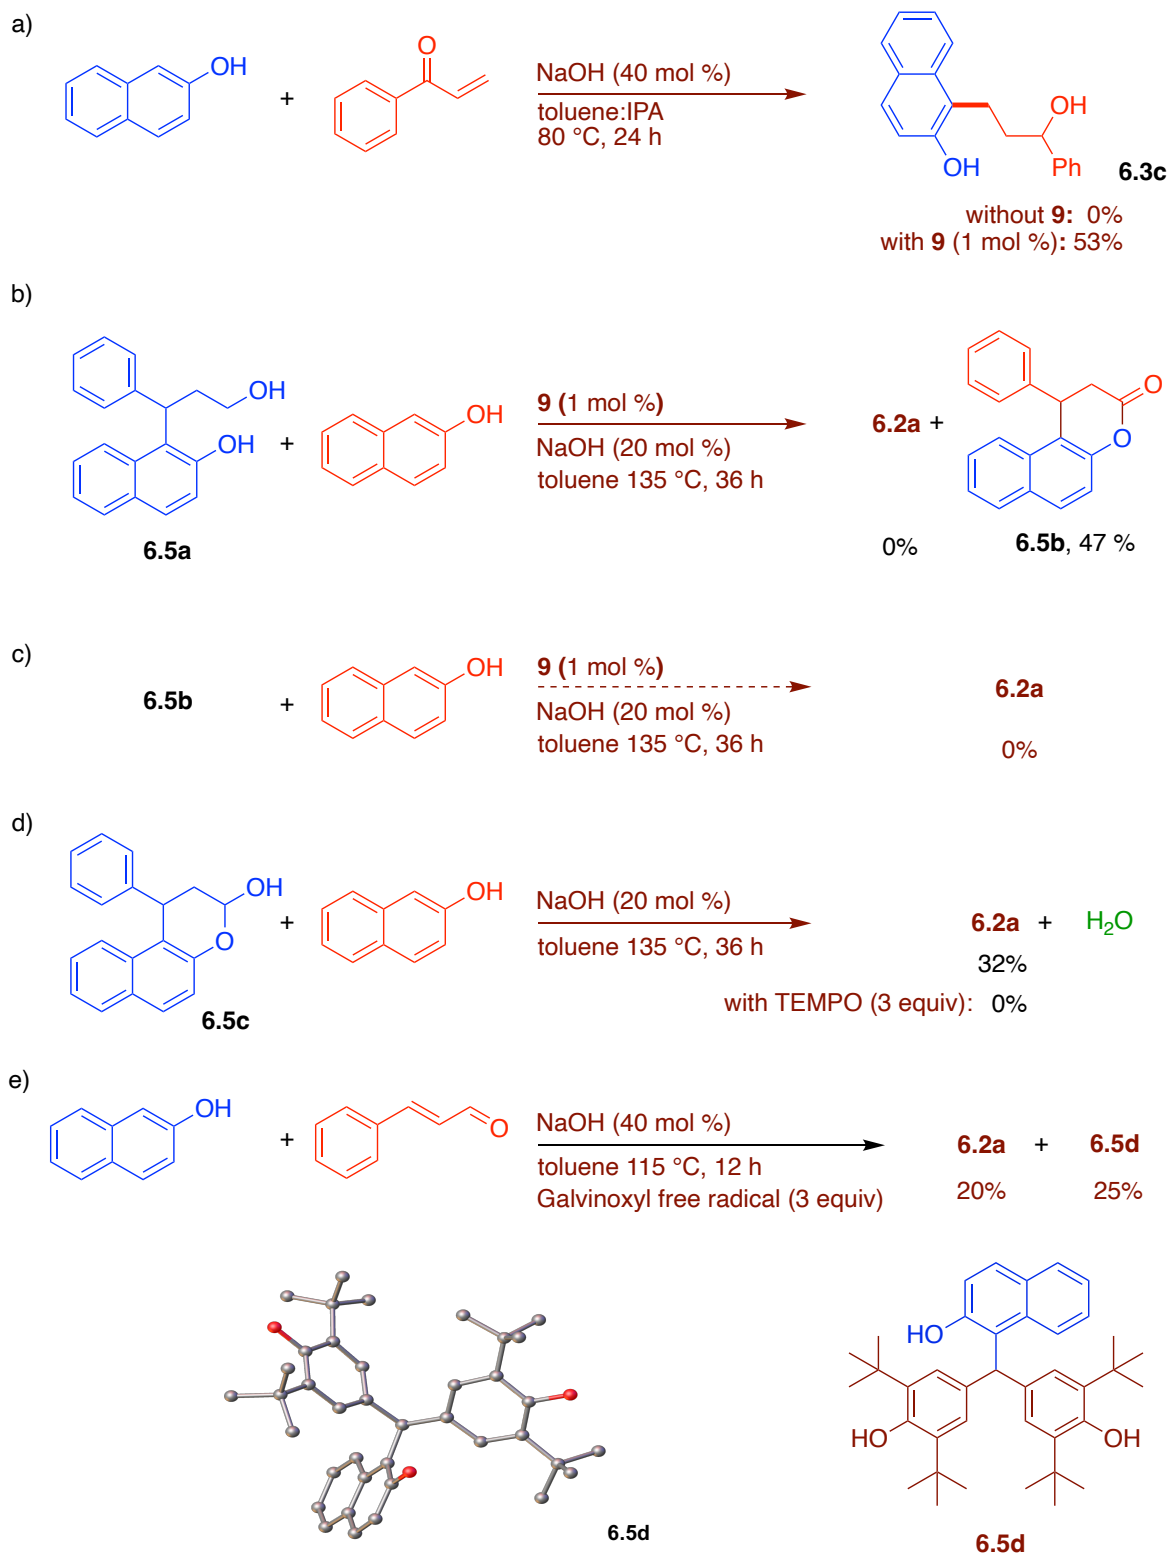 a)
OH
+
O
NaOH (40 mol %)
toluene:IPA
80 °C, 24 h
OH
OH
Ph
6.3c
without 9: 0%
with 9 (1 mol %): 53%
b)
OH
OH
6.5a
+
OH
9 (1 mol %)
NaOH (20 mol %)
toluene 135 °C, 36 h
6.2a +
0%
O
O
6.5b, 47 %
c)
6.5b
+
OH
9 (1 mol %)
NaOH (20 mol %)
toluene 135 °C, 36 h
6.2a
0%
d)
OH
O
6.5c
+
OH
NaOH (20 mol %)
toluene 135 °C, 36 h
6.2a + H₂O
32%
with TEMPO (3 equiv): 0%
e)
OH
+
O
NaOH (40 mol %)
toluene 115 °C, 12 h
Galvinoxyl free radical (3 equiv)
6.2a + 6.5d
20% 25%
6.5d
HO
HO
OH
6.5d